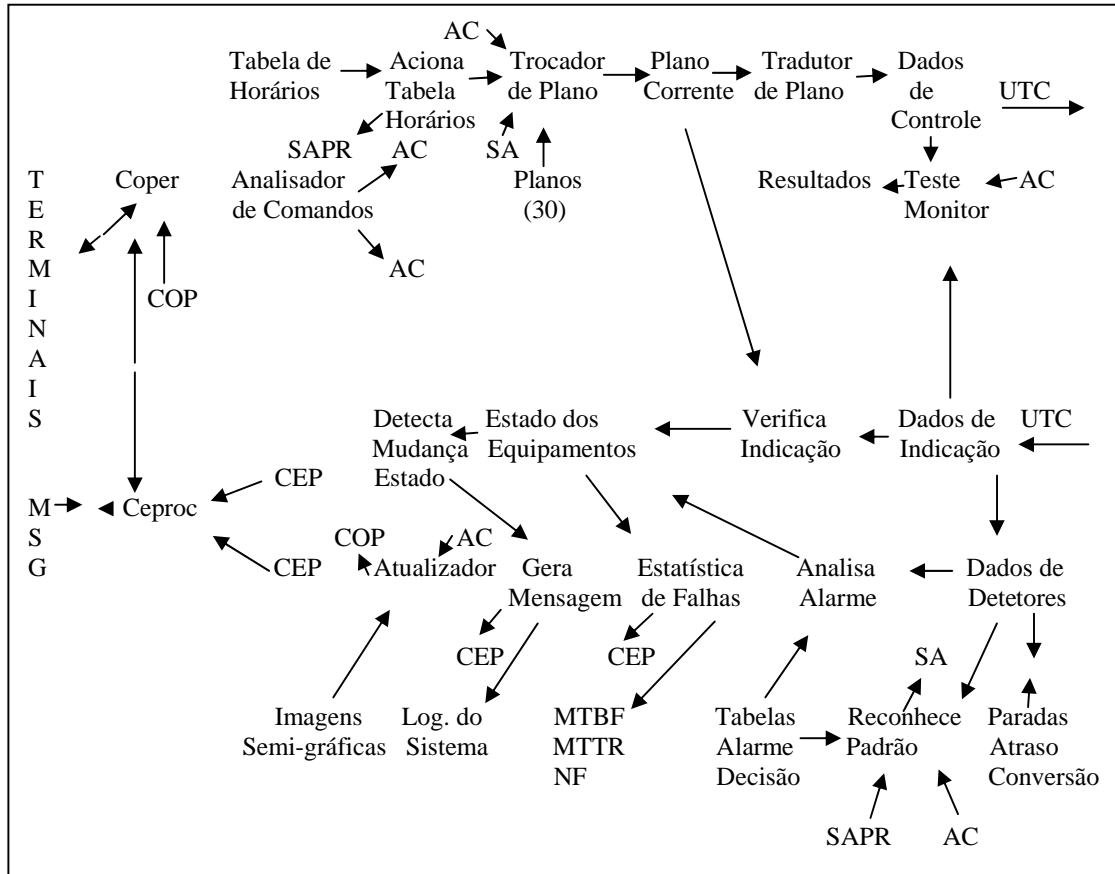 AC
Tabela de
Horários
Aciona
Tabela
Horários
Trocador
de Plano
Plano
Corrente
Tradutor
de Plano
Dados
de
Controle
UTC
SAPR
AC
SA
Analisador
de Comandos
Planos
(30)
Resultados
Teste
Monitor
AC
AC
T
E
R
M
I
N
A
I
S
M
S
G
Coper
COP
Ceproc
CEP
CEP
Detecta
Mudança
Estado
Estado dos
Equipamentos
Verifica
Indicação
Dados de
Indicação
UTC
COP
AC
Atualizador
Gera
Mensagem
Estatística
de Falhas
Analisa
Alarme
Dados de
Detetores
CEP
CEP
SA
Imagens
Semi-gráficas
Log. do
Sistema
MTBF
MTTR
NF
Tabelas
Alarme
Decisão
Reconhece
Padrão
Paradas
Atraso
Conversão
SAPR
AC